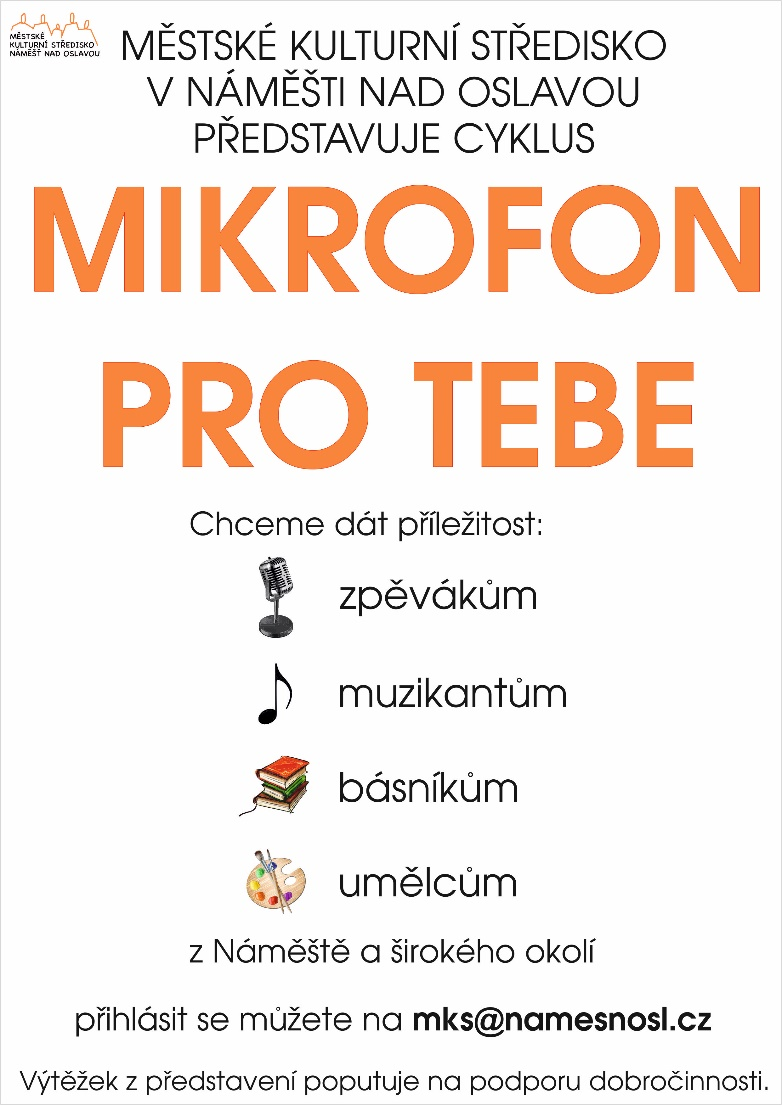 MĚSTSKÉ
KULTURNÍ STŘEDISKO
NÁMĚŠŤ NAD OSLAVOU
MĚSTSKÉ KULTURNÍ STŘEDISKO
V NÁMĚŠTI NAD OSLAVOU
PŘEDSTAVUJE CYKLUS
MIKROFON
PRO TEBE
Chceme dát příležitost:
zpěvákům
muzikantům
básníkům
umělcům
z Náměště a širokého okolí
přihlásit se můžete na mks@namesnosl.cz
Výtěžek z představení poputuje na podporu dobročinnosti.